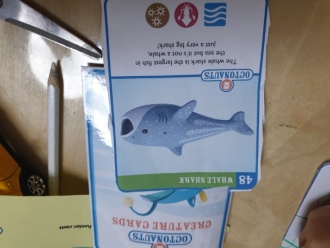 48 WHALE SHARK
OCTONAUTS
The whale shark is the largest fish in
the sea but it's not a whale,
just a very big shark!
OCTONAUTS
CREATURE CARDS